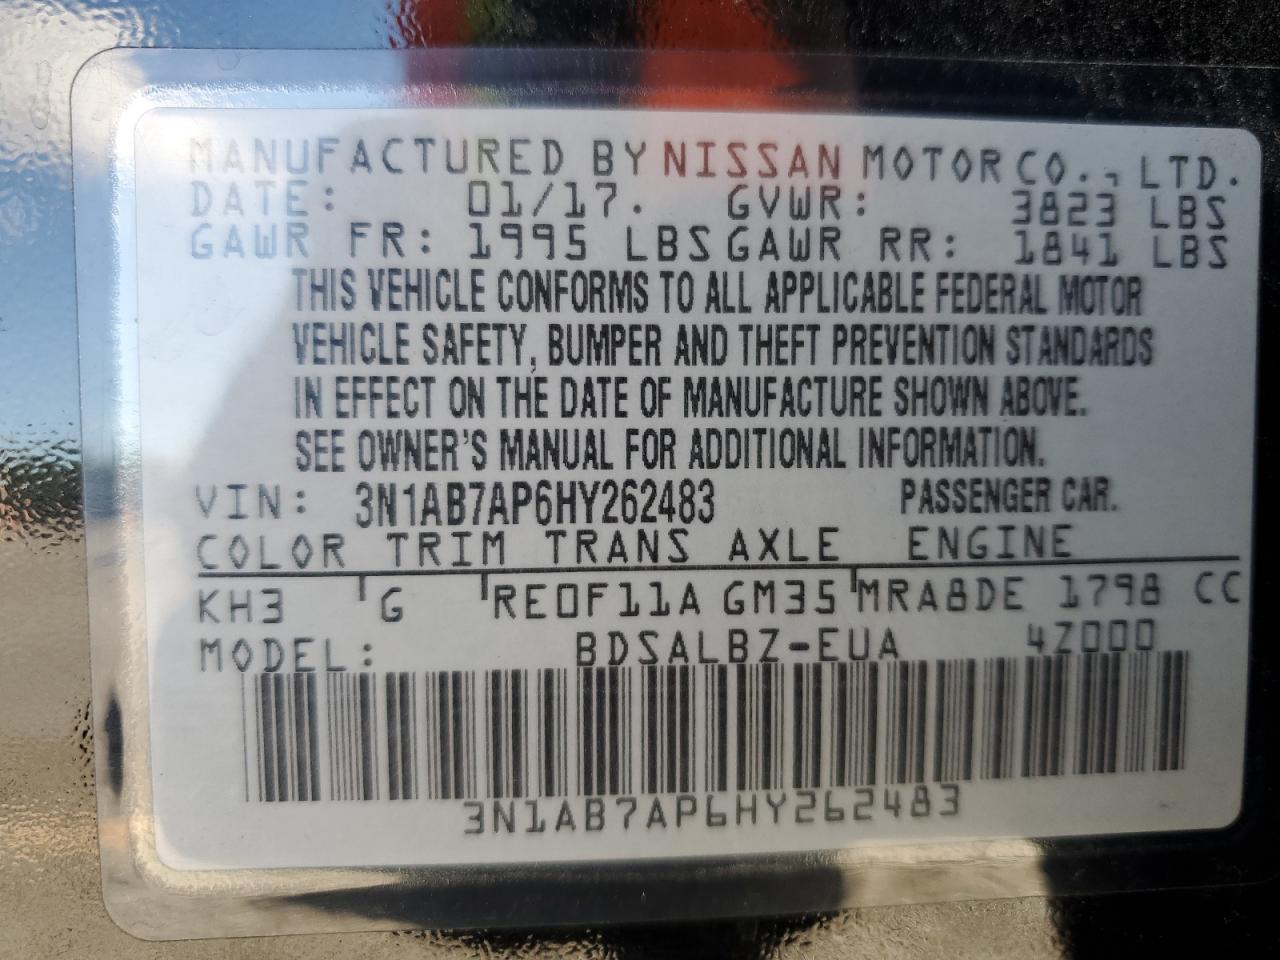 MANUFACTURED BY NISSAN MOTOR CO., LTD.
DATE: 01/17. GVWR: 3823 LBS
GAWR FR: 1995 LBS GAWR RR: 1841 LBS
THIS VEHICLE CONFORMS TO ALL APPLICABLE FEDERAL MOTOR
VEHICLE SAFETY, BUMPER AND THEFT PREVENTION STANDARDS
IN EFFECT ON THE DATE OF MANUFACTURE SHOWN ABOVE.
SEE OWNER'S MANUAL FOR ADDITIONAL INFORMATION.
VIN: 3N1AB7AP6HY262483 PASSENGER CAR.
COLOR TRIM TRANS AXLE ENGINE
KH3 G RE0F11A GM35 MRA8DE 1798 CC
MODEL: BDSALBZ-EUA 4Z000
3N1AB7AP6HY262483